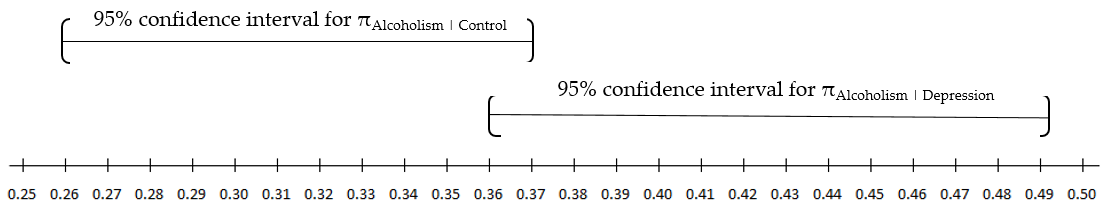 95% confidence interval for π Alcoholism | Control
95% confidence interval for π Alcoholism | Depression
0.25 0.26 0.27 0.28 0.29 0.30 0.31 0.32 0.33 0.34 0.35 0.36 0.37 0.38 0.39 0.40 0.41 0.42 0.43 0.44 0.45 0.46 0.47 0.48 0.49 0.50